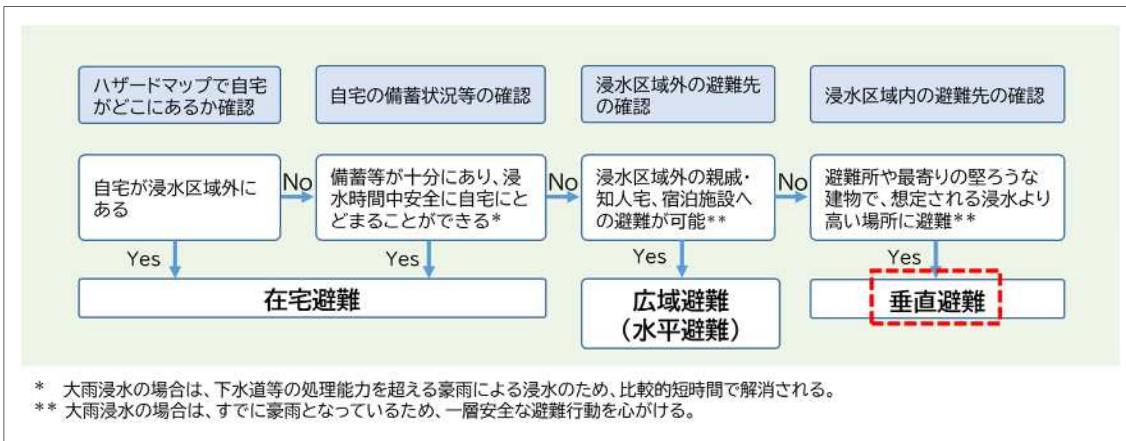 ハザードマップで自宅
がどこにあるか確認
自宅の備蓄状況等の確認
浸水区域外の避難先
の確認
浸水区域内の避難先の確認
自宅が浸水区域外に
ある
No
備蓄等が十分にあり、浸
水時間中安全に自宅にと
どまることができる*
No
浸水区域外の親戚・
知人宅、宿泊施設へ
の避難が可能**
No
避難所や最寄りの堅ろうな
建物で、想定される浸水より
高い場所に避難**
Yes
Yes
Yes
Yes
在宅避難
広域避難
（水平避難）
垂直避難
* 大雨浸水の場合は、下水道等の処理能力を超える豪雨による浸水のため、比較的短時間で解消される。
** 大雨浸水の場合は、すでに豪雨となっているため、一層安全な避難行動を心がける。